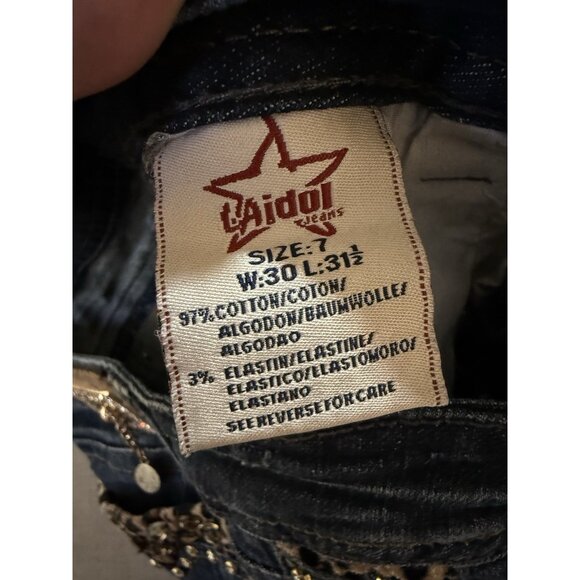 L.A.idol
Jeans
SIZE:7
W:30 L:31½
97% COTTON/COTON/
ALGODON/BAUMWOLLE/
ALGODAO
3% ELASTIN/ELASTINE/
ELASTICO/ELASTOMORO/
ELASTANO
SEE REVERSE FOR CARE